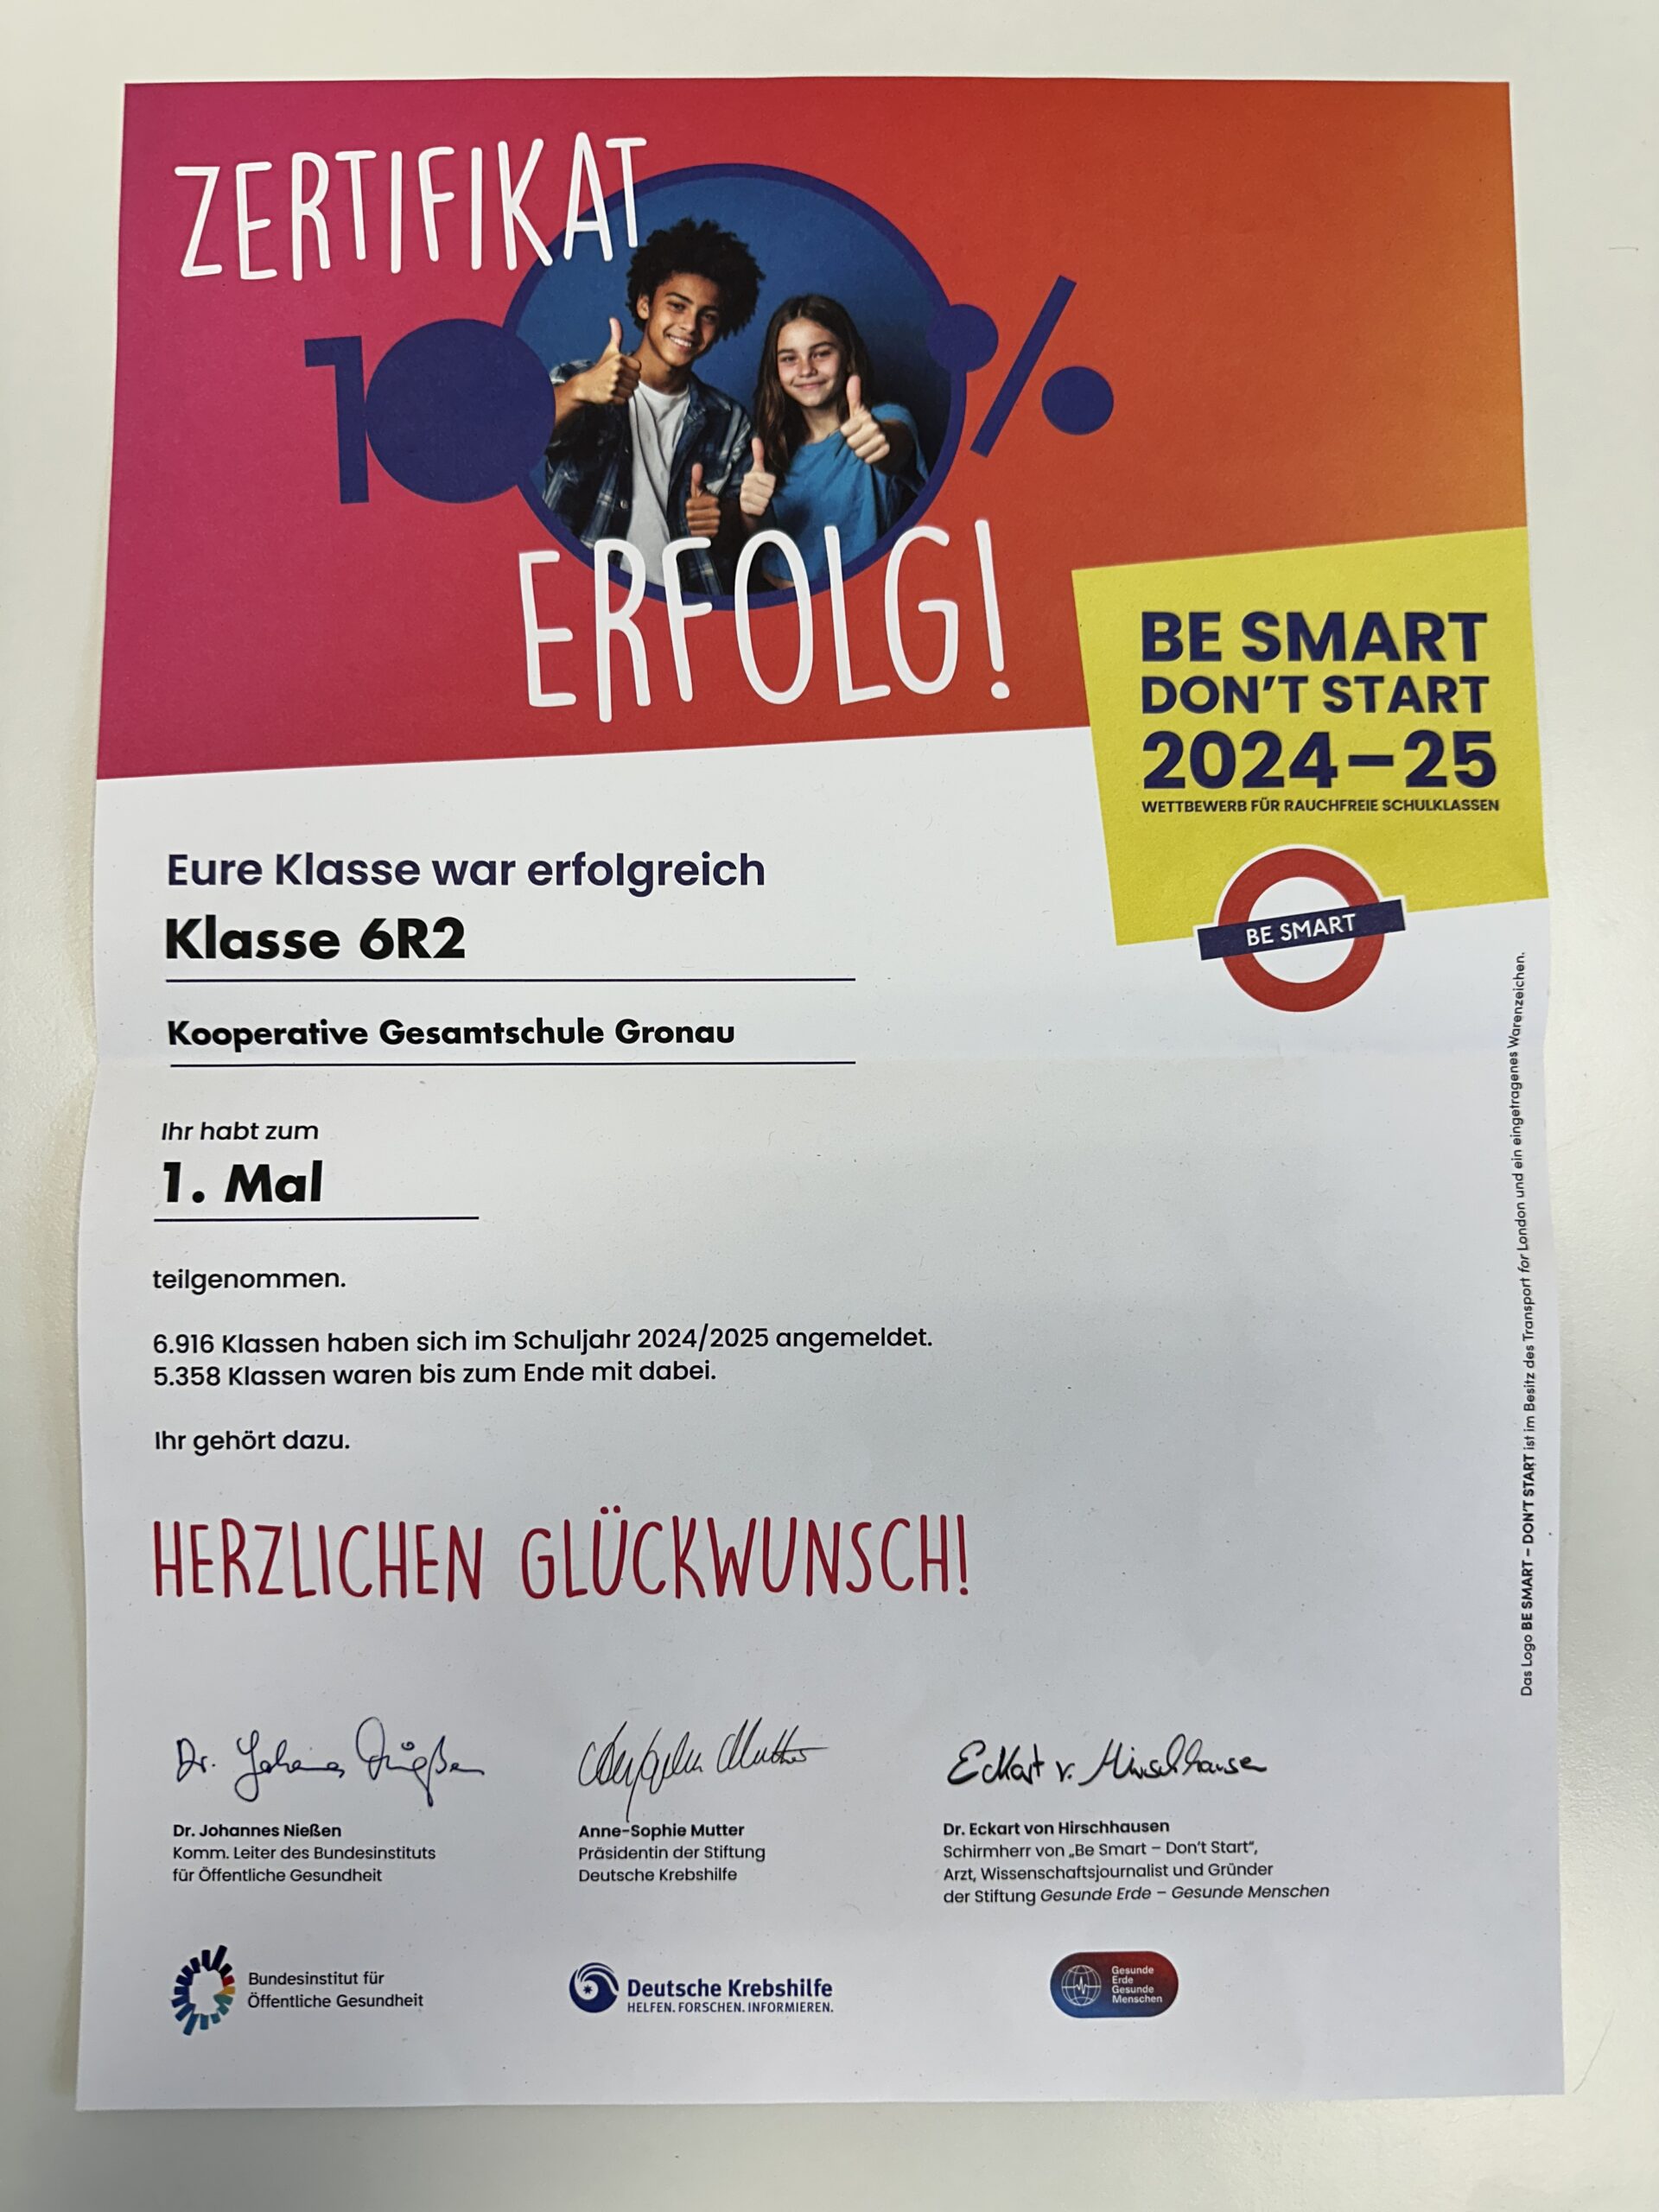 ZERTIFIKAT
100%
ERFOLG!
BE SMART
DON'T START
2024–25
WETTBEWERB FÜR RAUCHFREIE SCHULKLASSEN
BE SMART
Eure Klasse war erfolgreich
Klasse 6R2
Kooperative Gesamtschule Gronau
Ihr habt zum
1. Mal
teilgenommen.
6.916 Klassen haben sich im Schuljahr 2024/2025 angemeldet.
5.358 Klassen waren bis zum Ende mit dabei.
Ihr gehört dazu.
HERZLICHEN GLÜCKWUNSCH!
Das Logo BE SMART – DON'T START ist im Besitz des Transport for London und ein eingetragenes Warenzeichen.
Dr. Johannes Nießen
Dr. Johannes Nießen
Komm. Leiter des Bundesinstituts
für Öffentliche Gesundheit
Anne-Sophie Mutter
Anne-Sophie Mutter
Präsidentin der Stiftung
Deutsche Krebshilfe
Eckart v. Hirschhausen
Dr. Eckart von Hirschhausen
Schirmherr von „Be Smart – Don't Start“,
Arzt, Wissenschaftsjournalist und Gründer
der Stiftung Gesunde Erde – Gesunde Menschen
Bundesinstitut für
Öffentliche Gesundheit
Deutsche Krebshilfe
HELFEN. FORSCHEN. INFORMIEREN.
Gesunde
Erde
Gesunde
Menschen